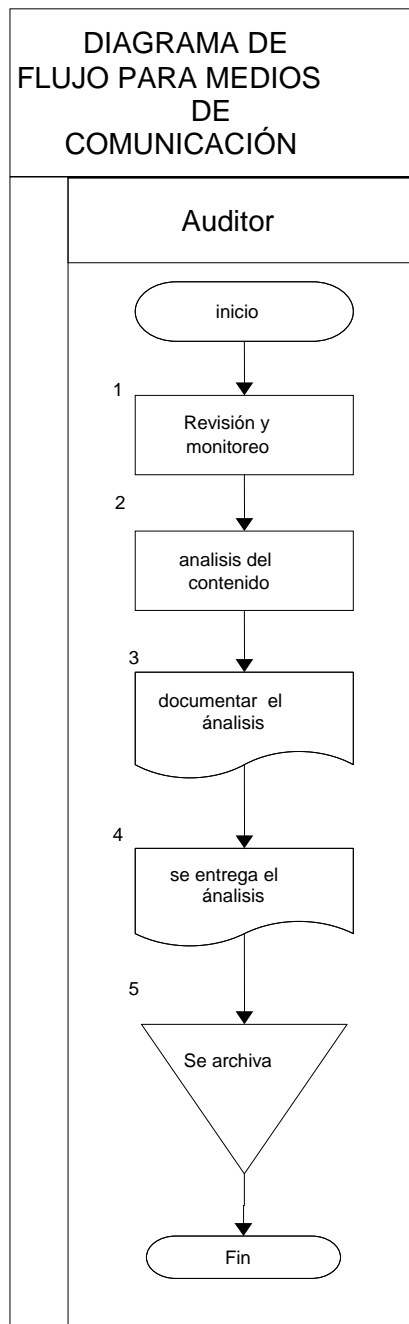 DIAGRAMA DE
FLUJO PARA MEDIOS
DE
COMUNICACIÓN
Auditor
inicio
1
Revisión y
monitoreo
2
analisis del
contenido
3
documentar el
ánalisis
4
se entrega el
ánalisis
5
Se archiva
Fin